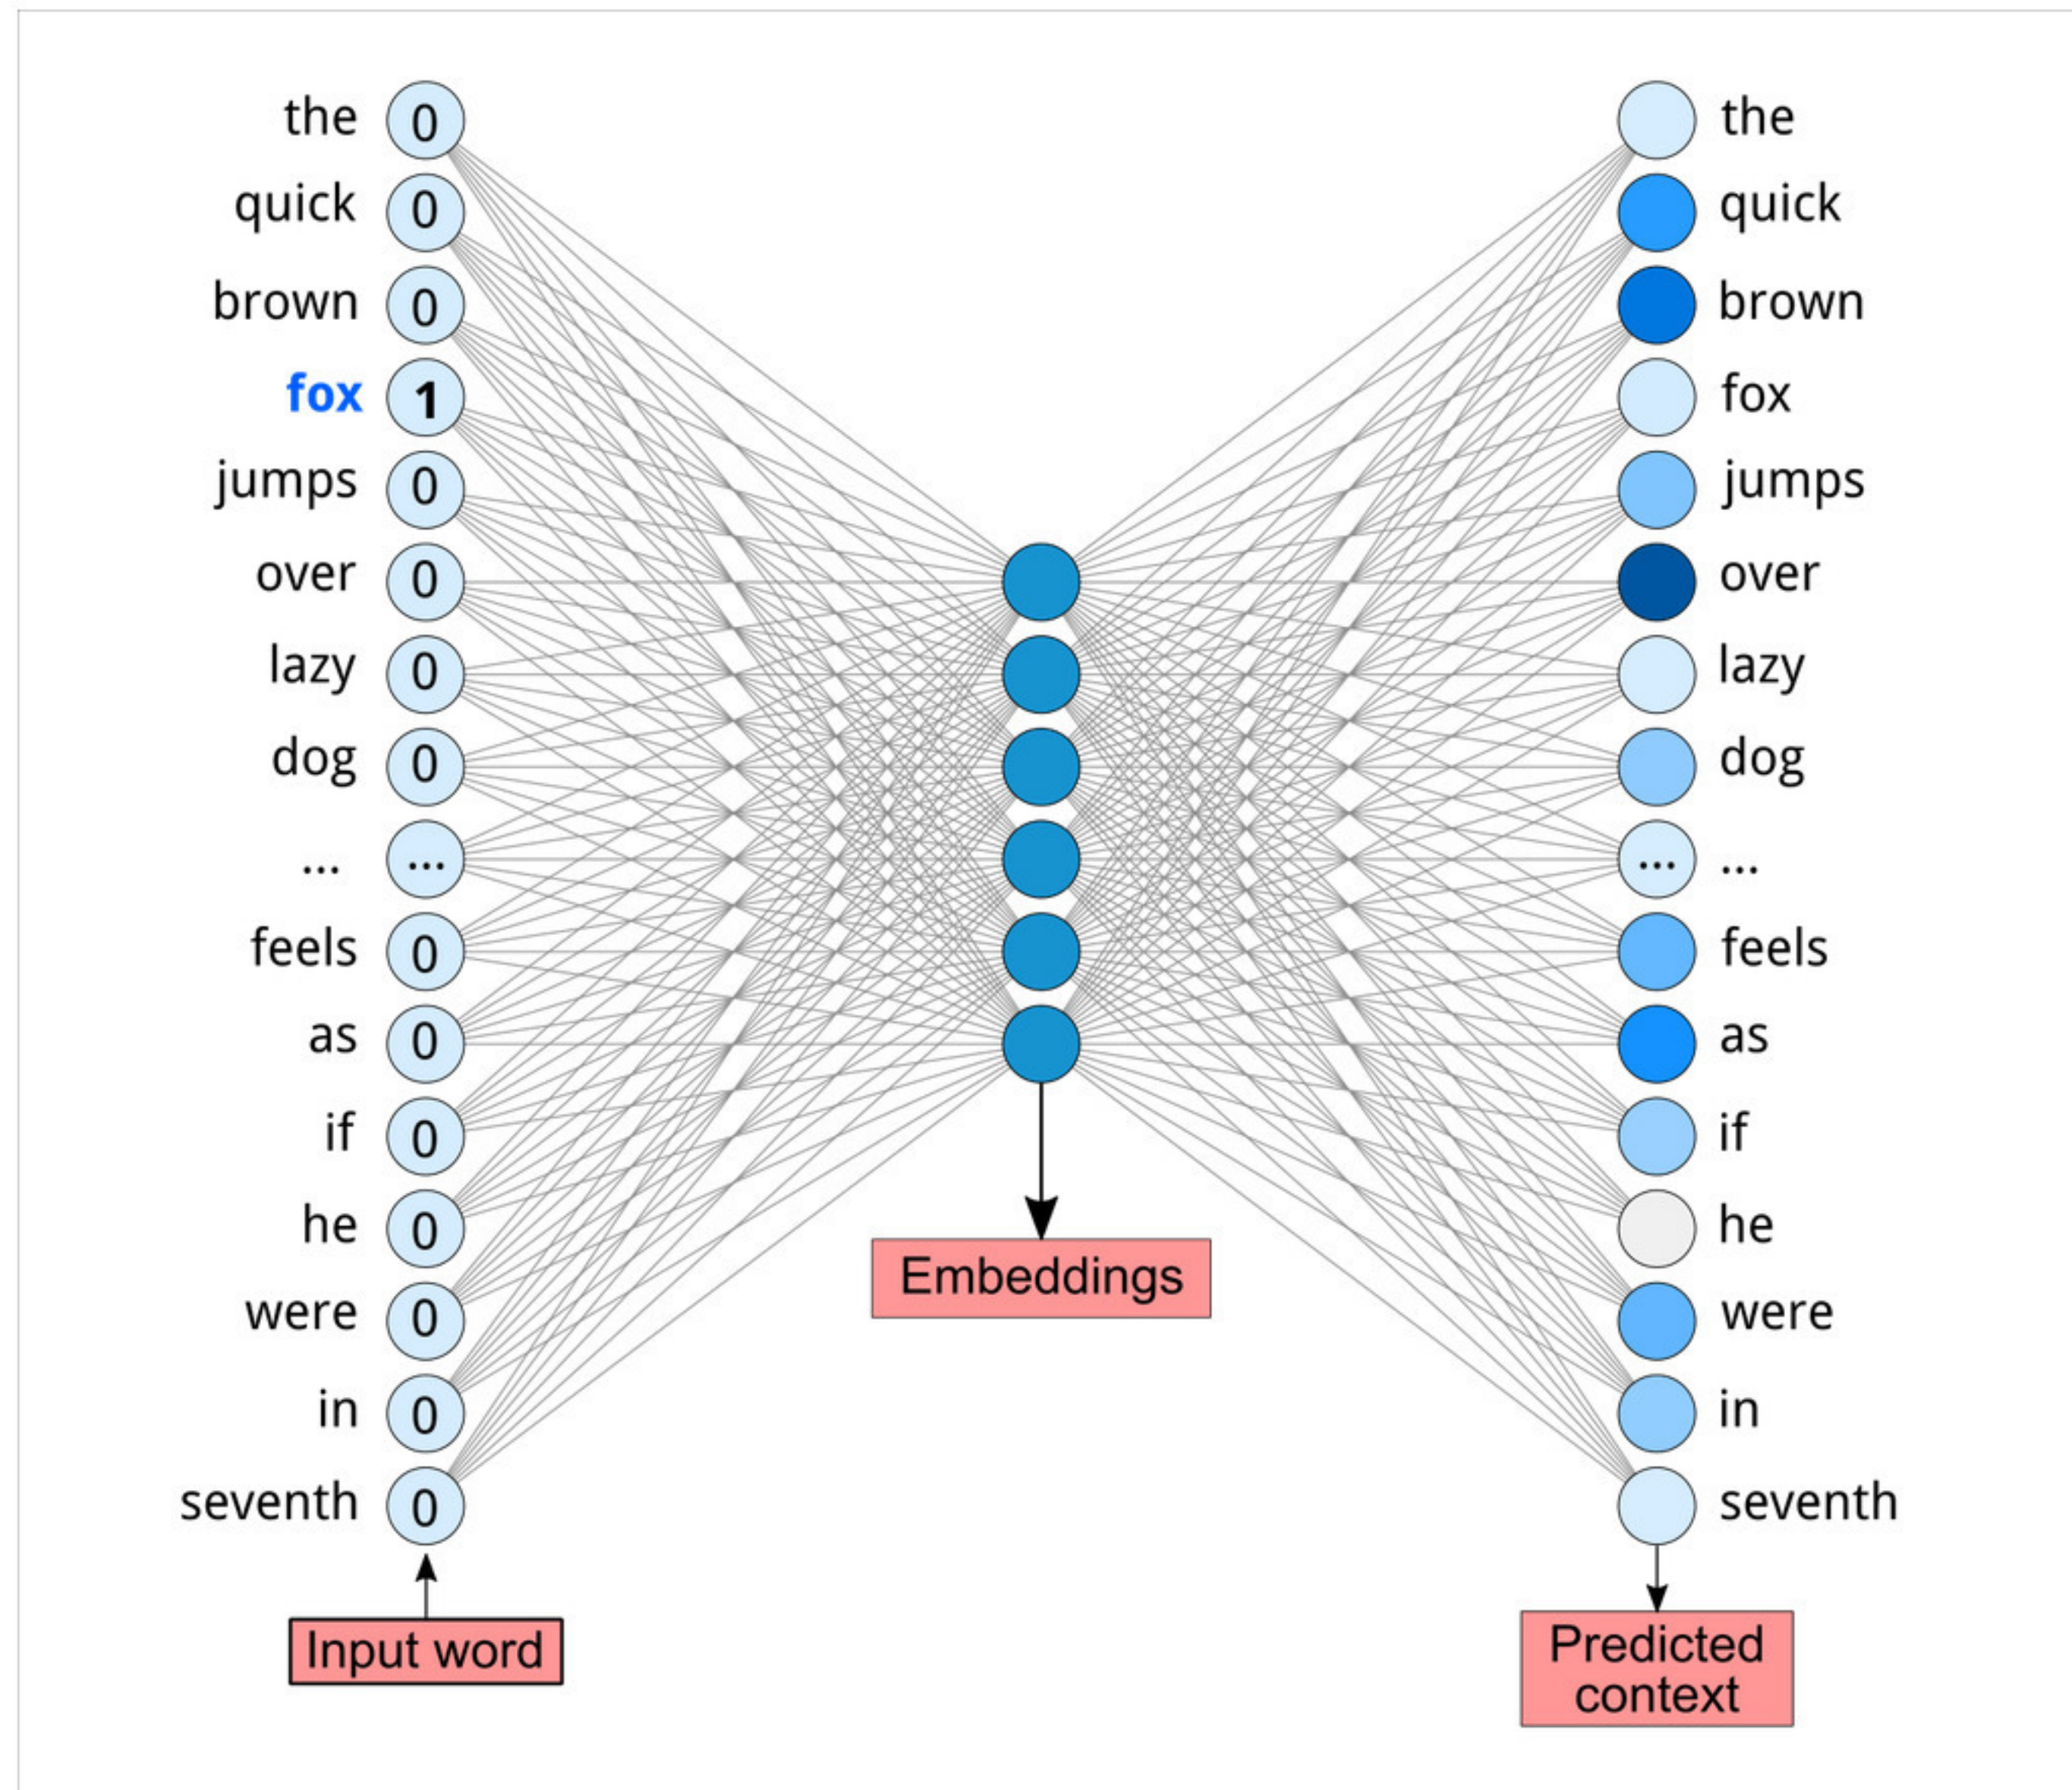 the 0
quick 0
brown 0
fox 1
jumps 0
over 0
lazy 0
dog 0
... ...
feels 0
as 0
if 0
he 0
were 0
in 0
seventh 0
Input word
Embeddings
the
quick
brown
fox
jumps
over
lazy
dog
... ...
feels
as
if
he
were
in
seventh
Predicted
context